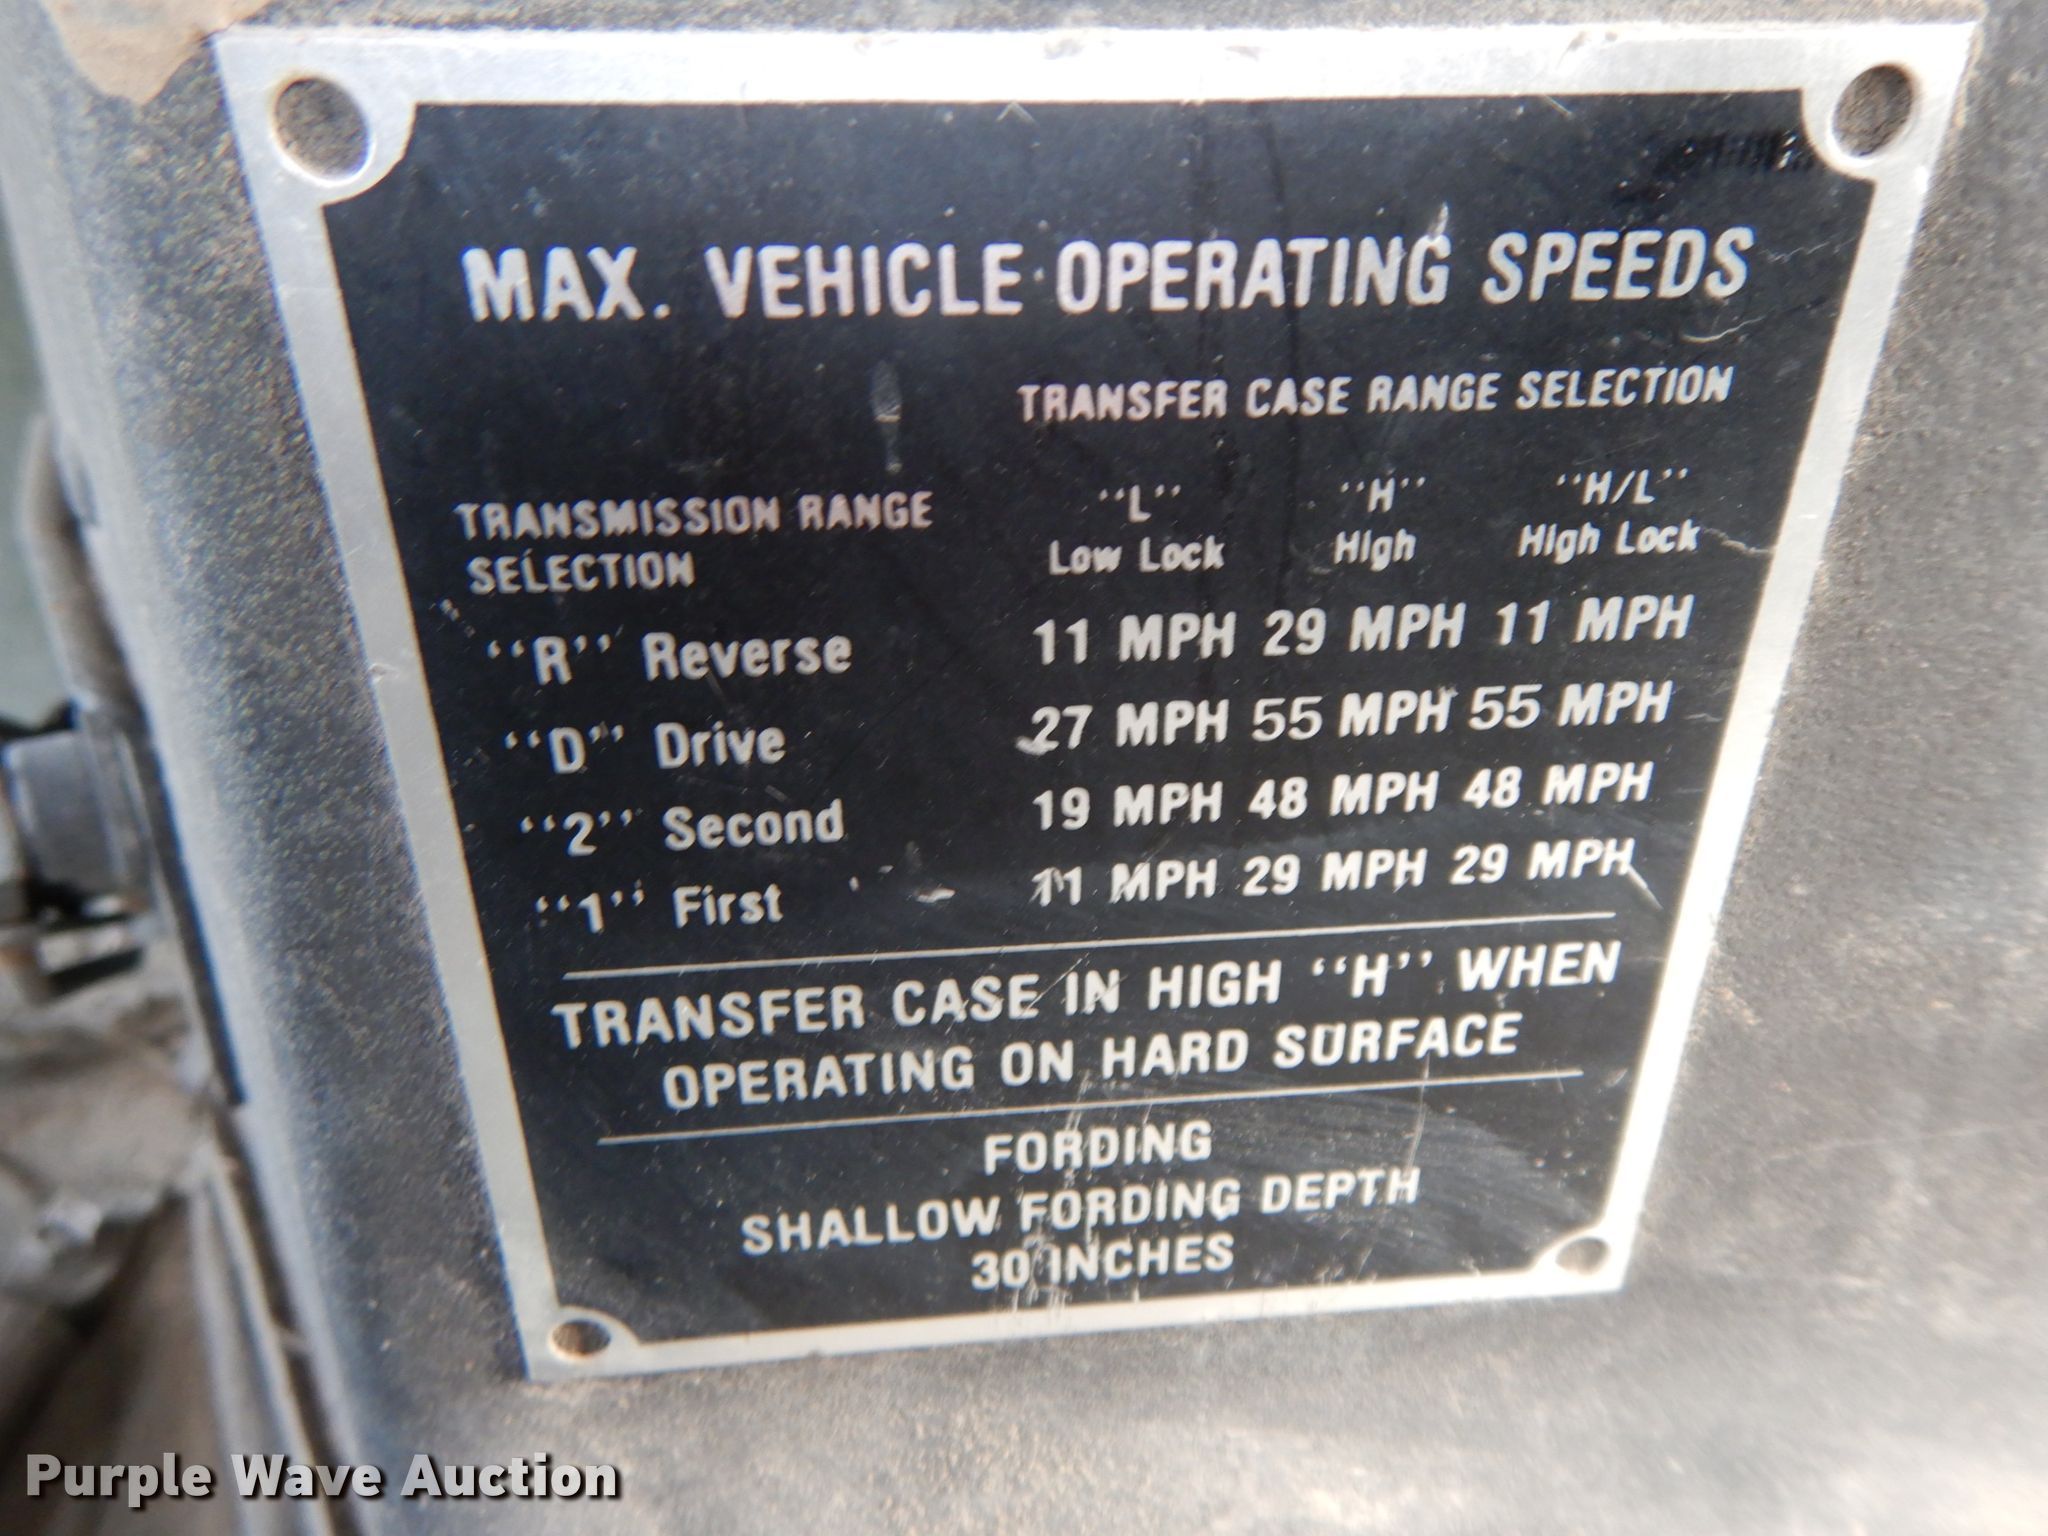 MAX. VEHICLE OPERATING SPEEDS
TRANSFER CASE RANGE SELECTION
TRANSMISSION RANGE SELECTION
"L" Low Lock
"H" High
"H/L" High Lock
"R" Reverse 11 MPH 29 MPH 11 MPH
"D" Drive 27 MPH 55 MPH 55 MPH
"2" Second 19 MPH 48 MPH 48 MPH
"1" First 11 MPH 29 MPH 29 MPH
TRANSFER CASE IN HIGH "H" WHEN
OPERATING ON HARD SURFACE
FORDING
SHALLOW FORDING DEPTH
30 INCHES
Purple Wave Auction